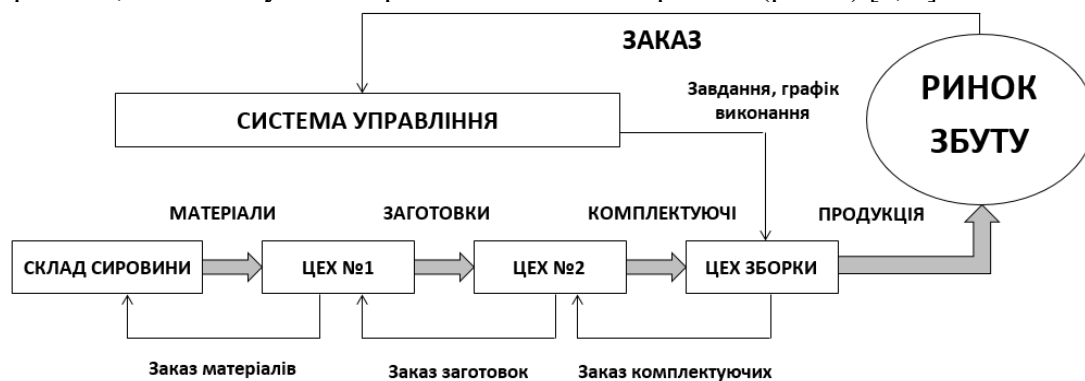 ЗАКАЗ
РИНОК
ЗБУТУ
Завдання, графік
виконання
СИСТЕМА УПРАВЛІННЯ
МАТЕРІАЛИ
ЗАГОТОВКИ
КОМПЛЕКТУЮЧІ
ПРОДУКЦІЯ
СКЛАД СИРОВИНИ
ЦЕХ №1
ЦЕХ №2
ЦЕХ ЗБОРКИ
Заказ матеріалів
Заказ заготовок
Заказ комплектуючих